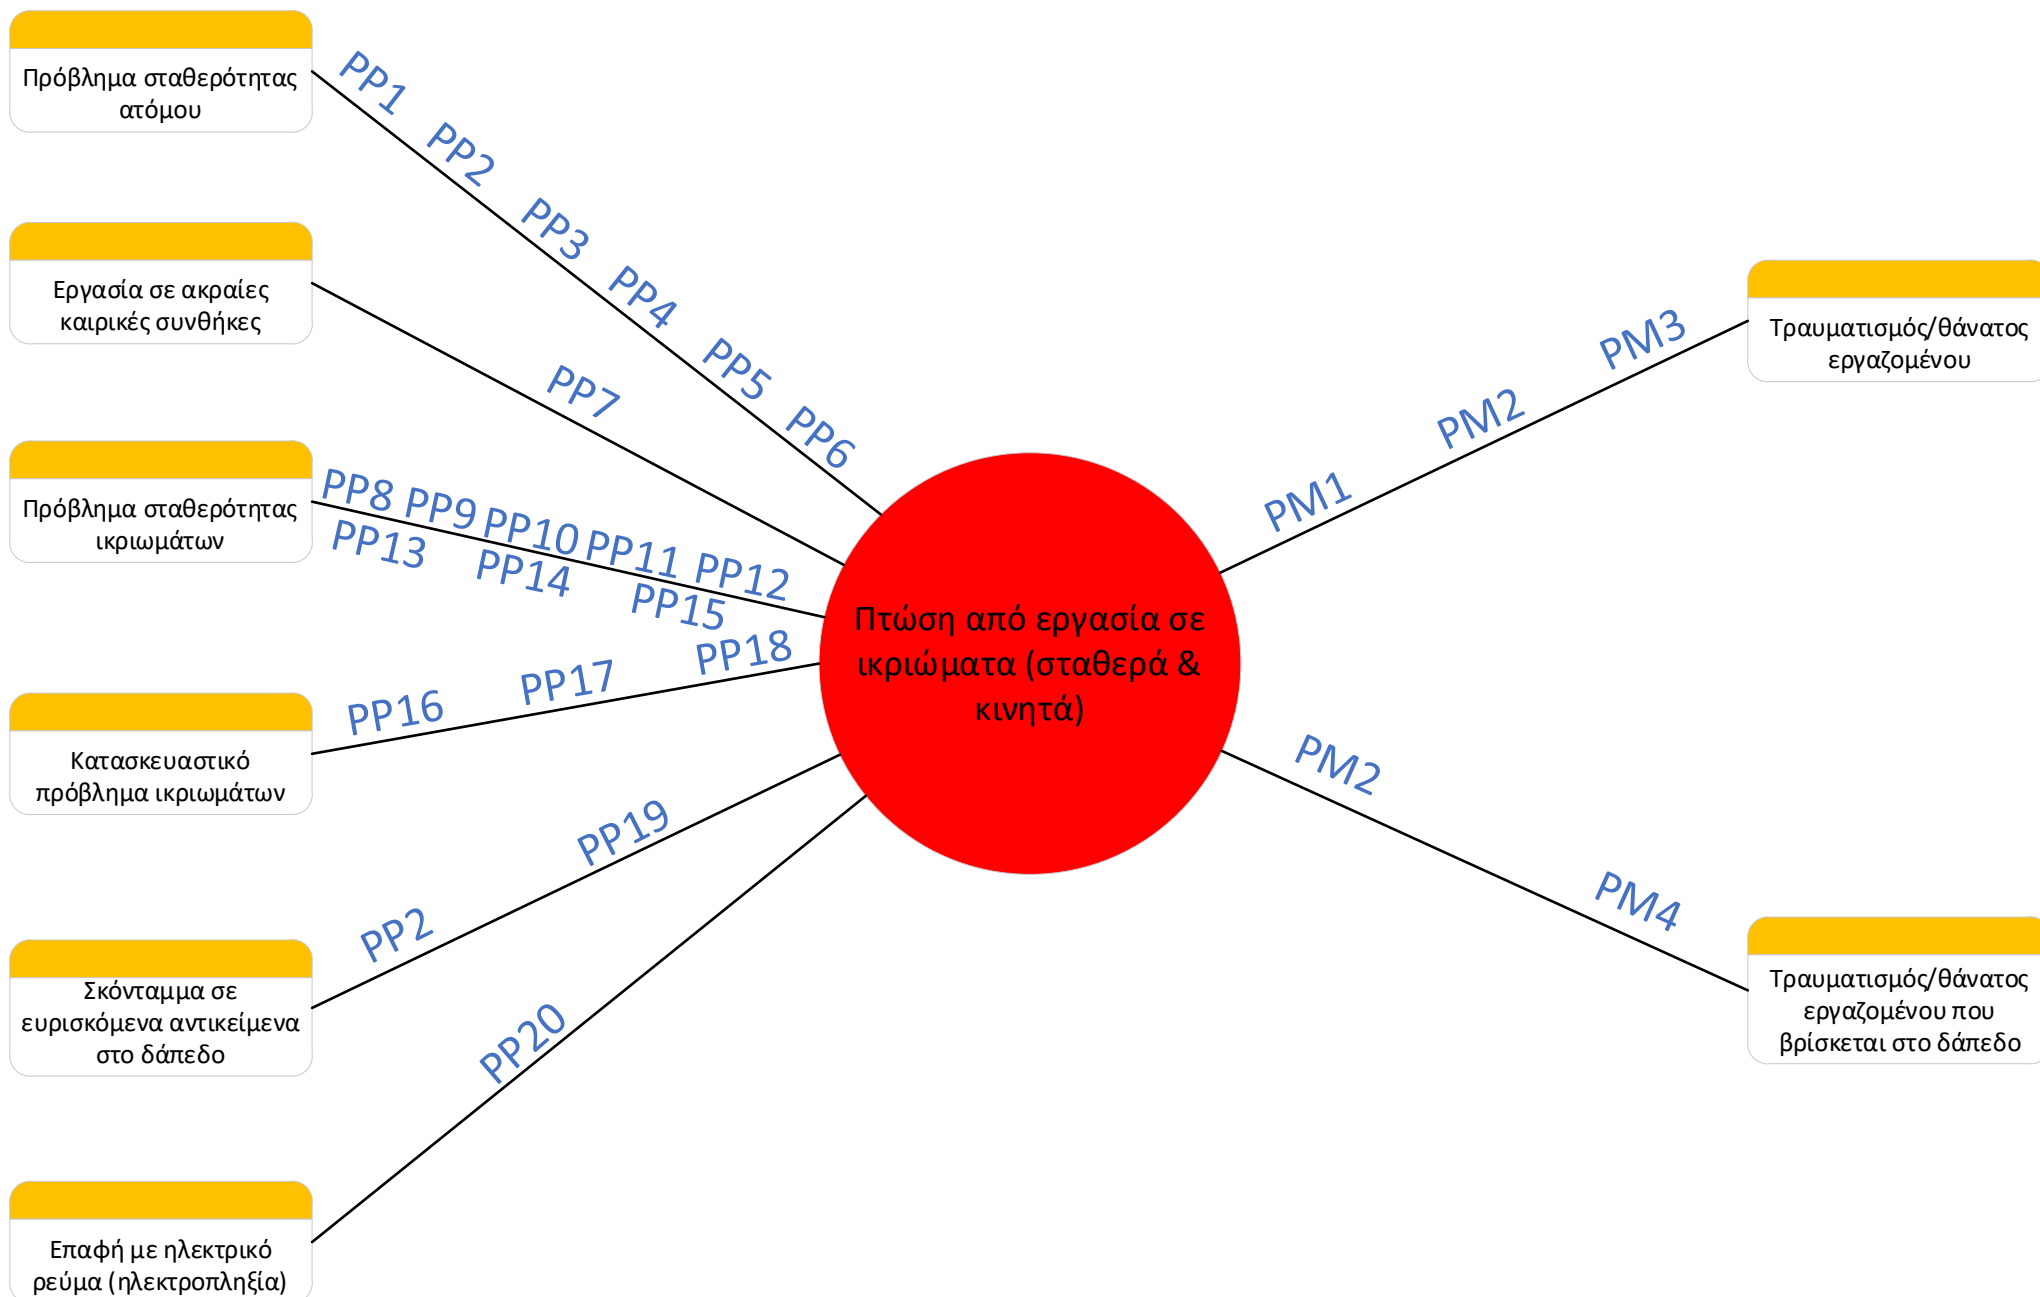 Πρόβλημα σταθερότητας
ατόμου
PP1
PP2
PP3
PP4
PP5
PP6
Εργασία σε ακραίες
καιρικές συνθήκες
PP7
Πρόβλημα σταθερότητας
ικριωμάτων
PP8
PP9
PP10
PP11
PP12
PP13
PP14
PP15
Κατασκευαστικό
πρόβλημα ικριωμάτων
PP16
PP17
PP18
Σκόνταμμα σε
ευρισκόμενα αντικείμενα
στο δάπεδο
PP2
PP19
Επαφή με ηλεκτρικό
ρεύμα (ηλεκτροπληξία)
PP20
Πτώση από εργασία σε
ικριώματα (σταθερά &
κινητά)
PM1
PM2
PM3
Τραυματισμός/θάνατος
εργαζομένου
PM2
PM4
Τραυματισμός/θάνατος
εργαζομένου που
βρίσκεται στο δάπεδο